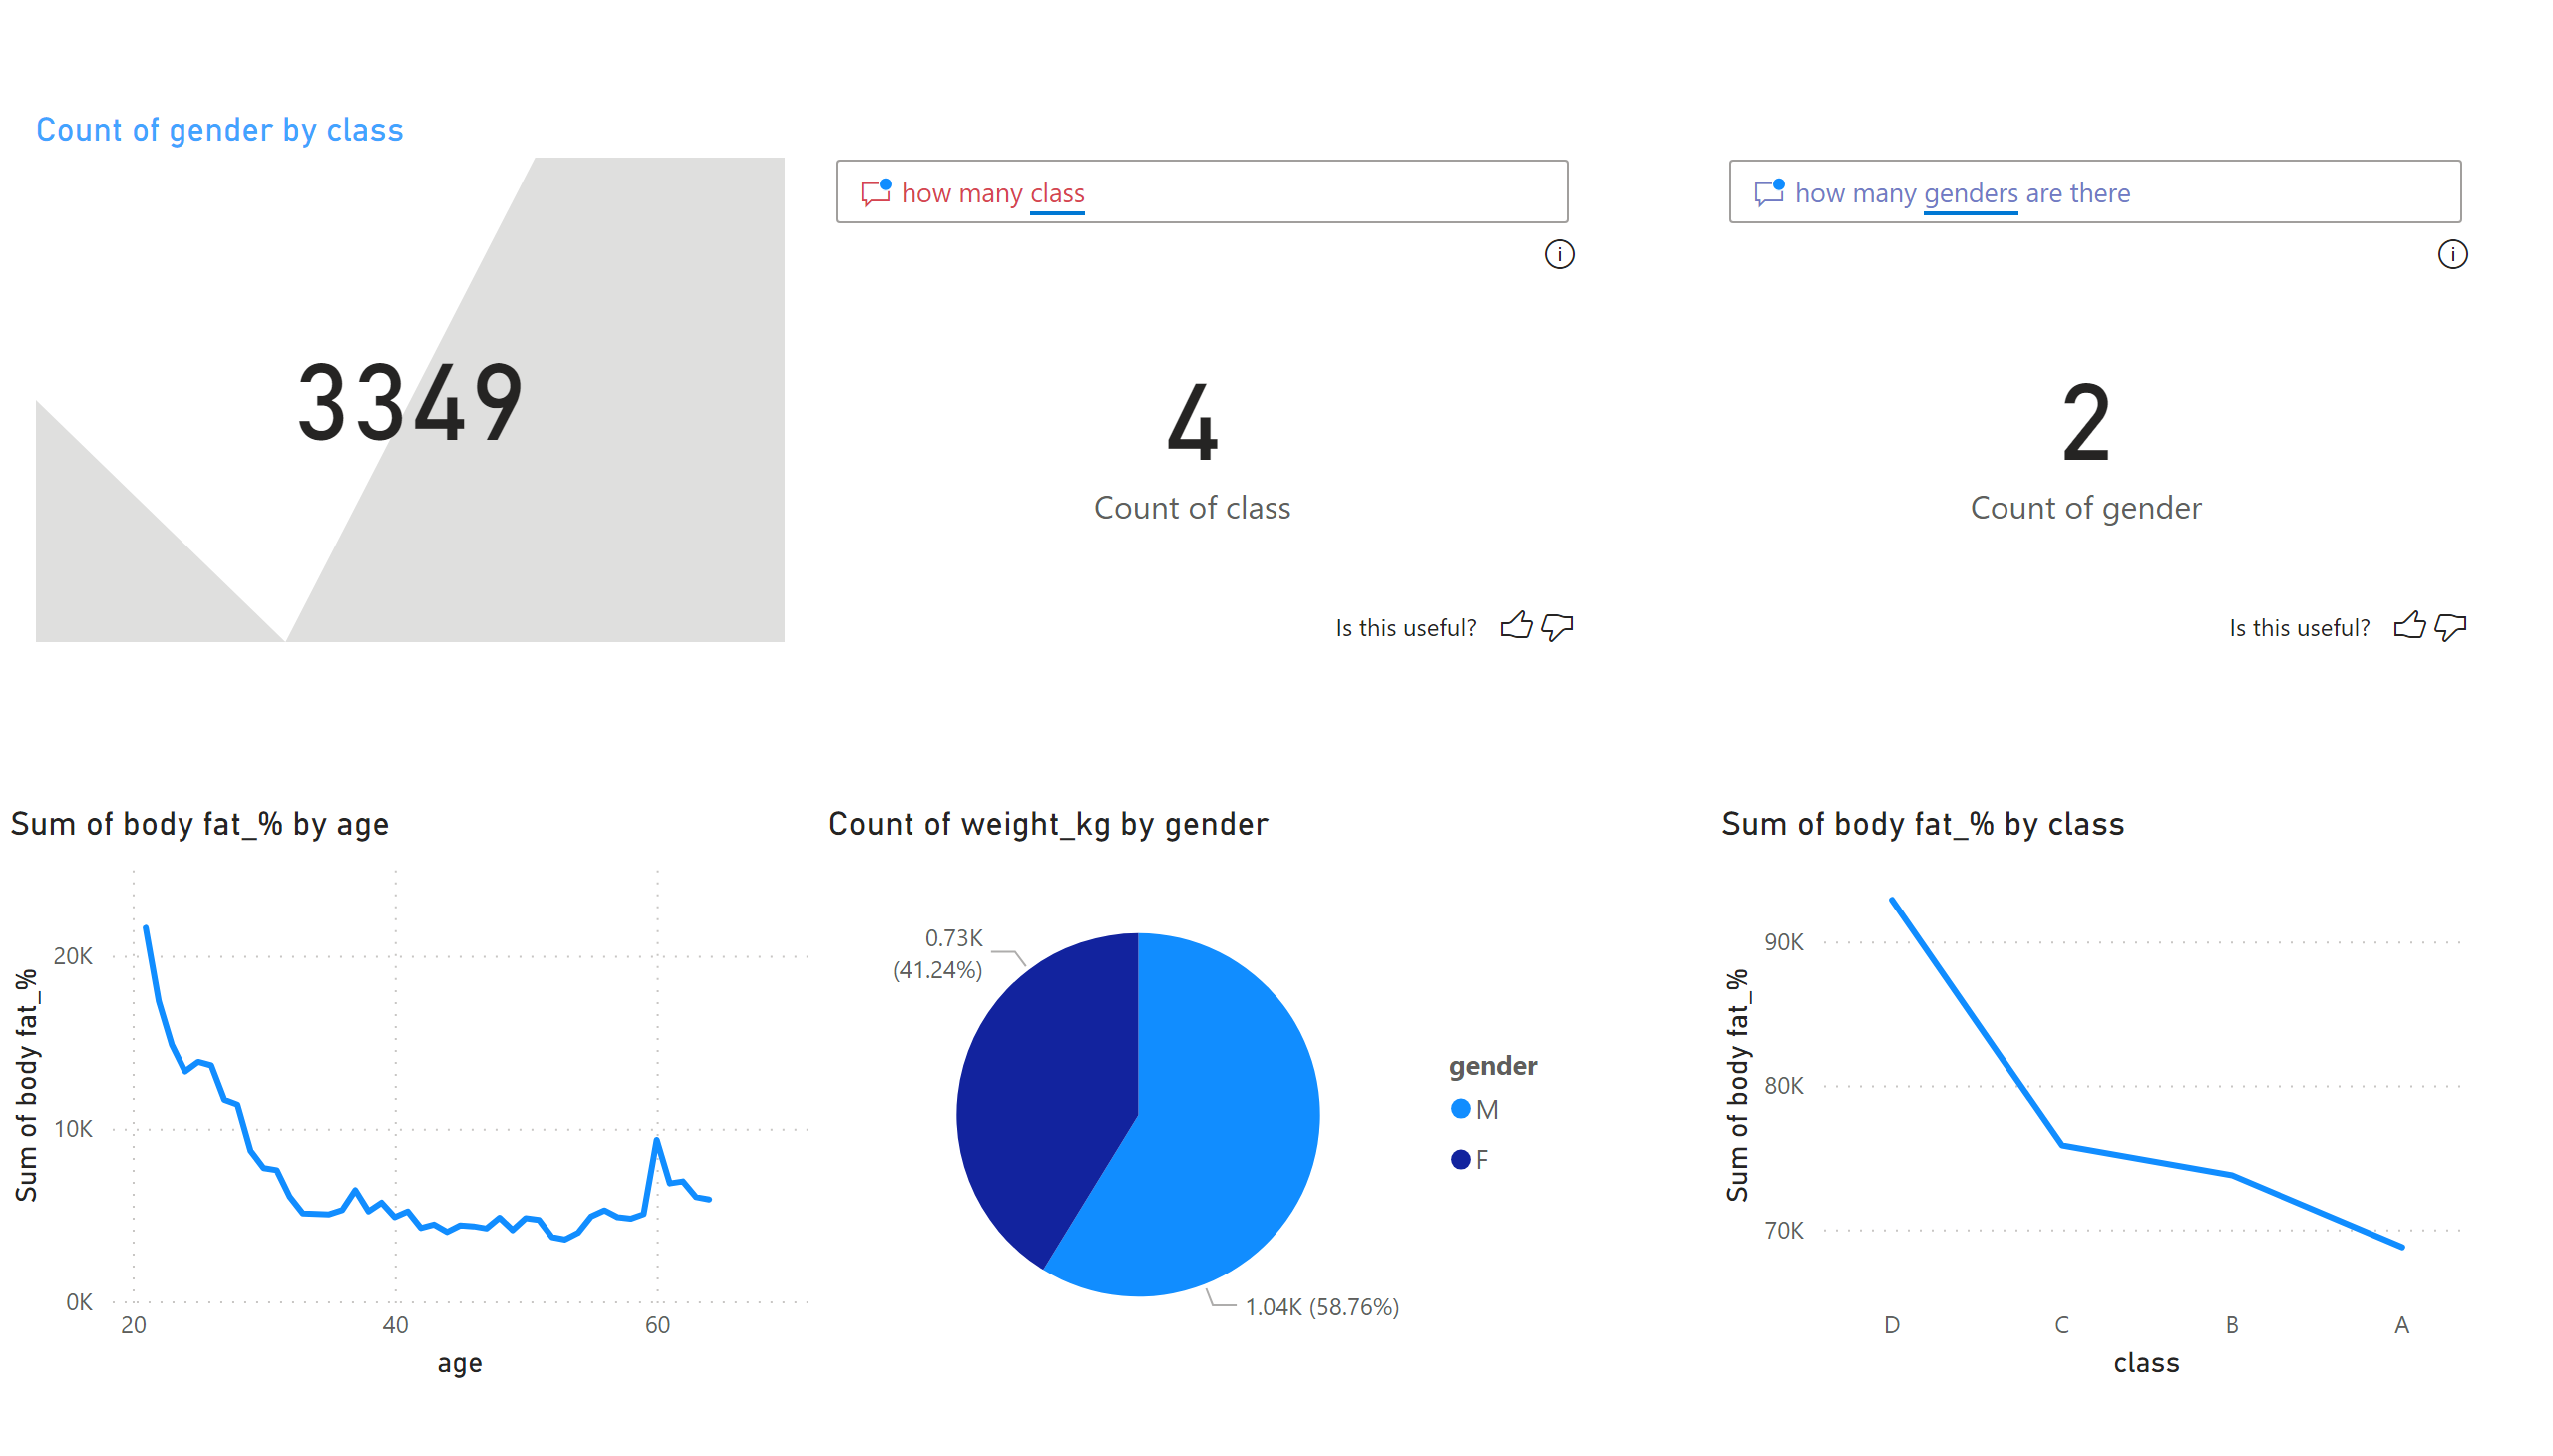 Count of gender by class
3349
how many class
4
Count of class
Is this useful?
how many genders are there
2
Count of gender
Is this useful?
Sum of body fat_% by age
Sum of body fat_%
20K
10K
0K
20 40 60
age
Count of weight_kg by gender
0.73K
(41.24%)
1.04K (58.76%)
gender
M
F
Sum of body fat_% by class
Sum of body fat_%
90K
80K
70K
D C B A
class